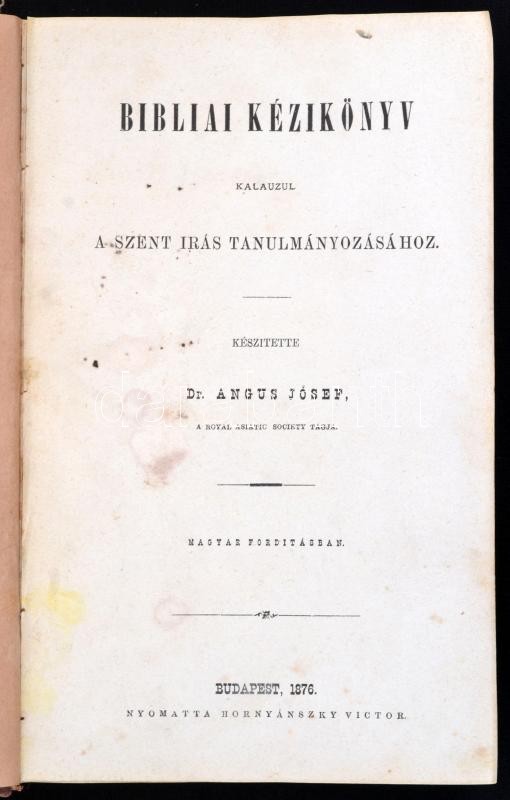 BIBLIAI KÉZIKÖNYV
KALAUZUL
A SZENT IRÁS TANULMÁNYOZÁSÁHOZ.
KÉSZITETTE
Dr. ANGUS JÓSEF,
A ROYAL ASIATIC SOCIETY TAGJA.
MAGYAR FORDITÁSBAN.
BUDAPEST, 1876.
NYOMATTA HORNYÁNSZKY VICTOR.